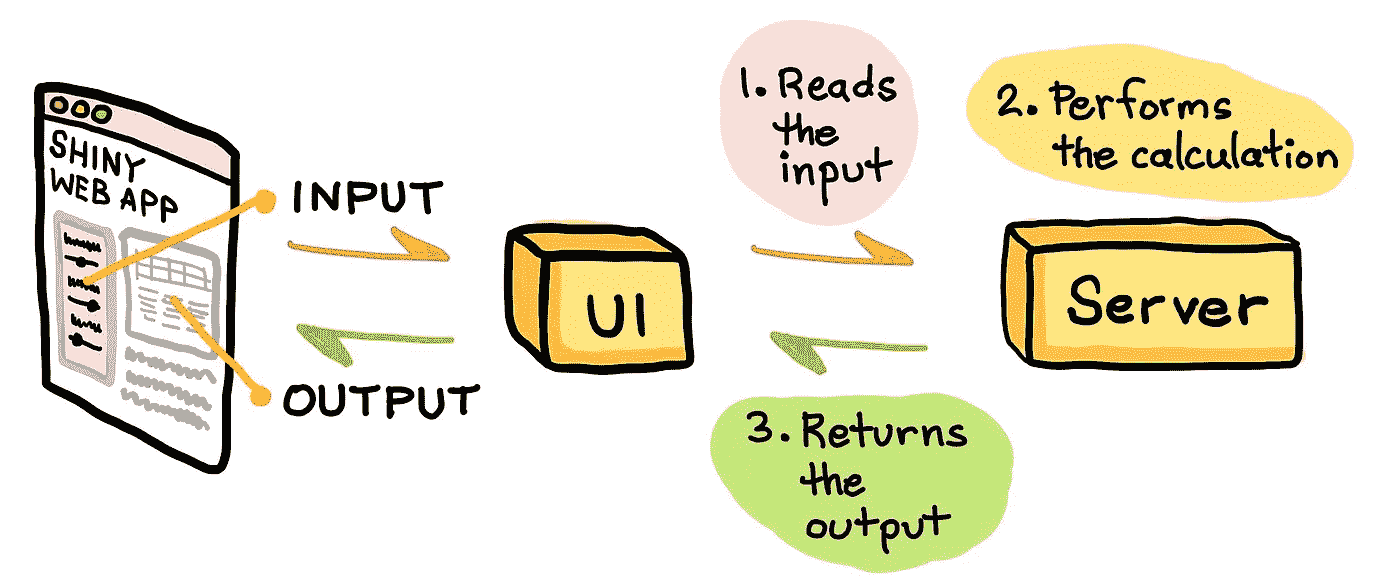 SHINY
WEB APP
INPUT
OUTPUT
UI
1. Reads
the
input
2. Performs
the calculation
Server
3. Returns
the
output